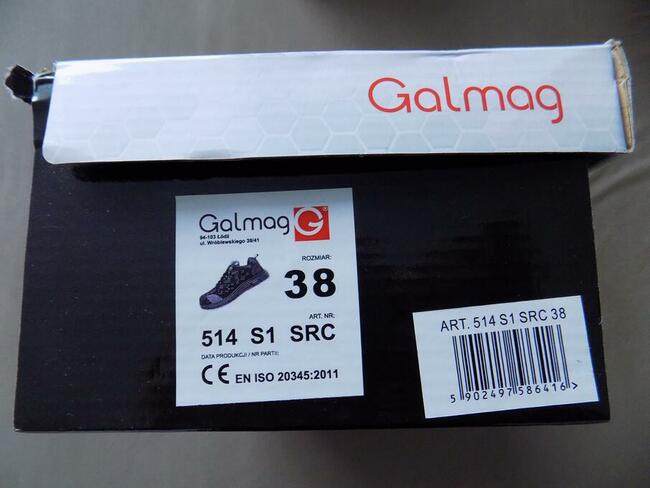 Galmag
Galmag G®
94-103 Łódź
ul. Wróblewskiego 38/41
ROZMIAR:
38
ART. NR:
514 S1 SRC
DATA PRODUKCJI / NR PARTII:
CE EN ISO 20345:2011
ART. 514 S1 SRC 38
5 902497 586416 >